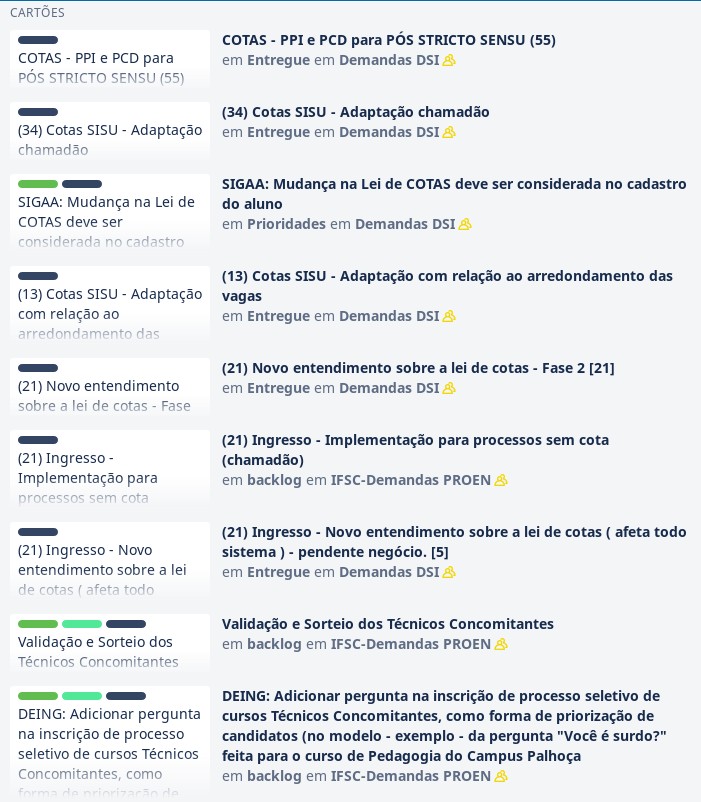 CARTÕES
COTAS - PPI e PCD para
PÓS STRICTO SENSU (55)
COTAS - PPI e PCD para PÓS STRICTO SENSU (55)
em Entregue em Demandas DSI
(34) Cotas SISU - Adaptação
chamadão
(34) Cotas SISU - Adaptação chamadão
em Entregue em Demandas DSI
SIGAA: Mudança na Lei de
COTAS deve ser
considerada no cadastro
SIGAA: Mudança na Lei de COTAS deve ser considerada no cadastro
do aluno
em Prioridades em Demandas DSI
(13) Cotas SISU - Adaptação
com relação ao
arredondamento das
(13) Cotas SISU - Adaptação com relação ao arredondamento das
vagas
em Entregue em Demandas DSI
(21) Novo entendimento
sobre a lei de cotas - Fase
(21) Novo entendimento sobre a lei de cotas - Fase 2 [21]
em Entregue em Demandas DSI
(21) Ingresso -
Implementação para
processos sem cota
(21) Ingresso - Implementação para processos sem cota
(chamadão)
em backlog em IFSC-Demandas PROEN
(21) Ingresso - Novo
entendimento sobre a lei
de cotas ( afeta todo
(21) Ingresso - Novo entendimento sobre a lei de cotas ( afeta todo
sistema ) - pendente negócio. [5]
em Entregue em Demandas DSI
Validação e Sorteio dos
Técnicos Concomitantes
Validação e Sorteio dos Técnicos Concomitantes
em backlog em IFSC-Demandas PROEN
DEING: Adicionar pergunta
na inscrição de processo
seletivo de cursos Técnicos
Concomitantes, como
forma de priorização de
DEING: Adicionar pergunta na inscrição de processo seletivo de
cursos Técnicos Concomitantes, como forma de priorização de
candidatos (no modelo - exemplo - da pergunta "Você é surdo?"
feita para o curso de Pedagogia do Campus Palhoça
em backlog em IFSC-Demandas PROEN